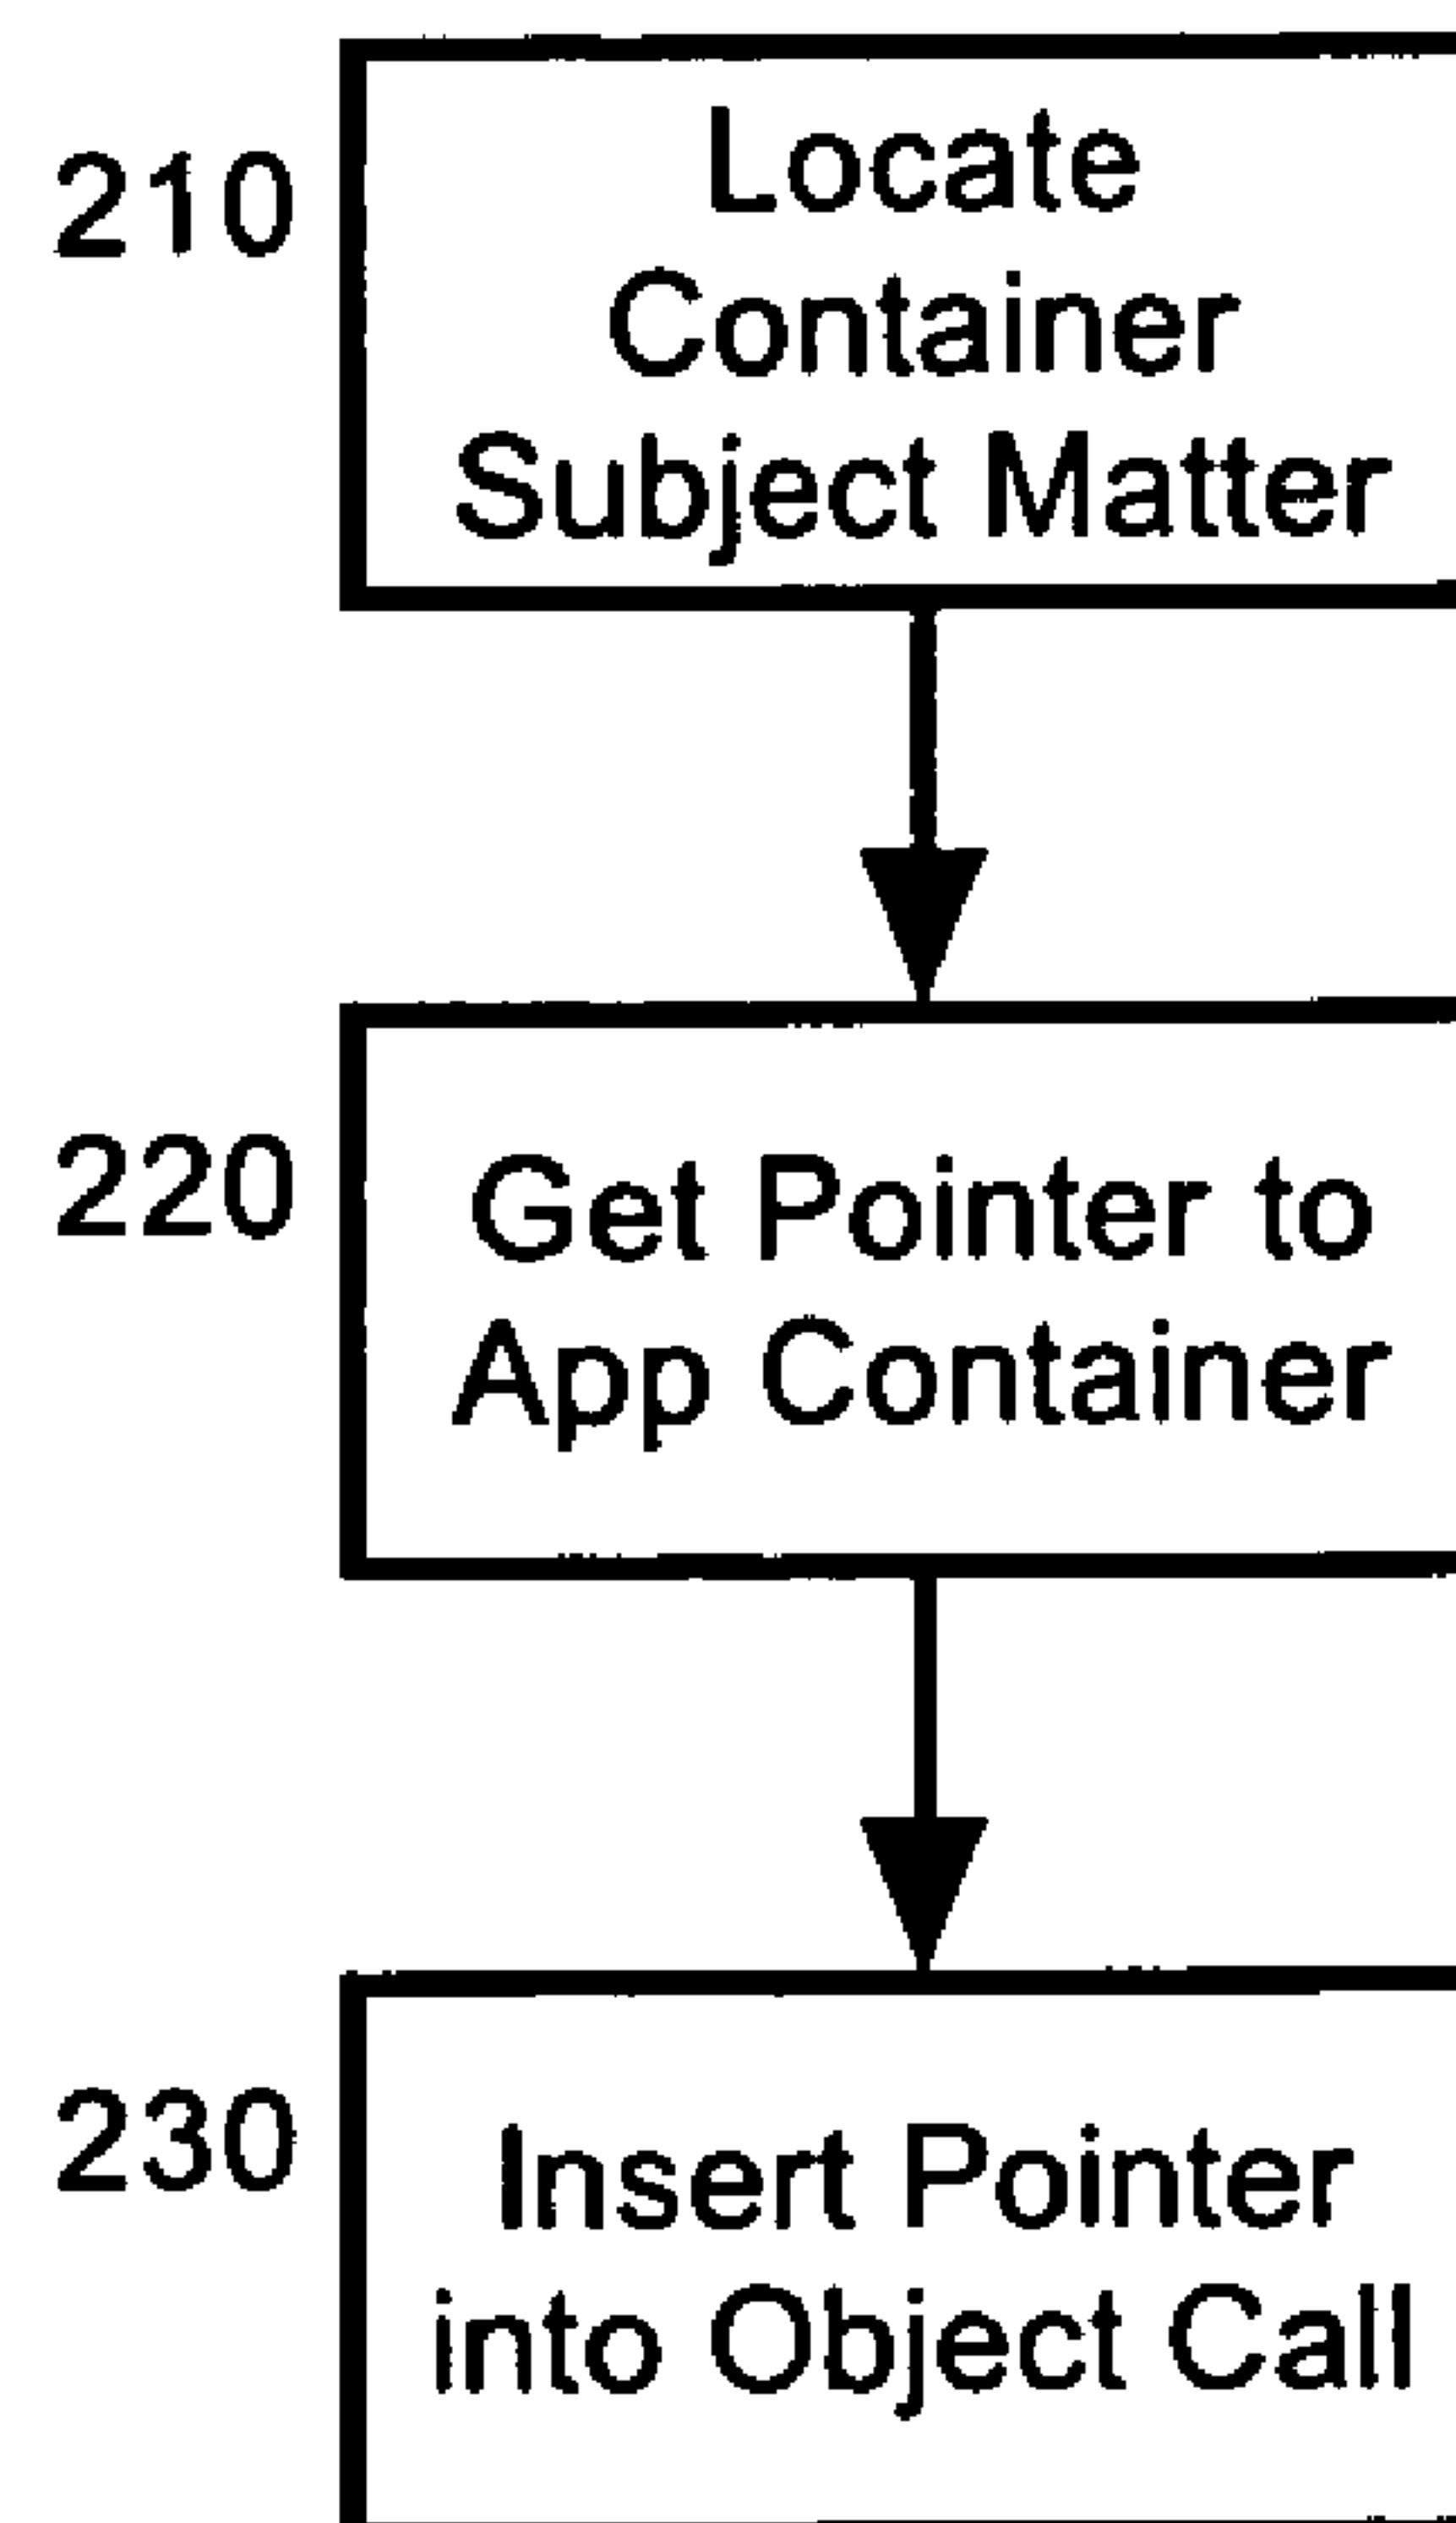 210
Locate
Container
Subject Matter
220
Get Pointer to
App Container
230
Insert Pointer
into Object Call